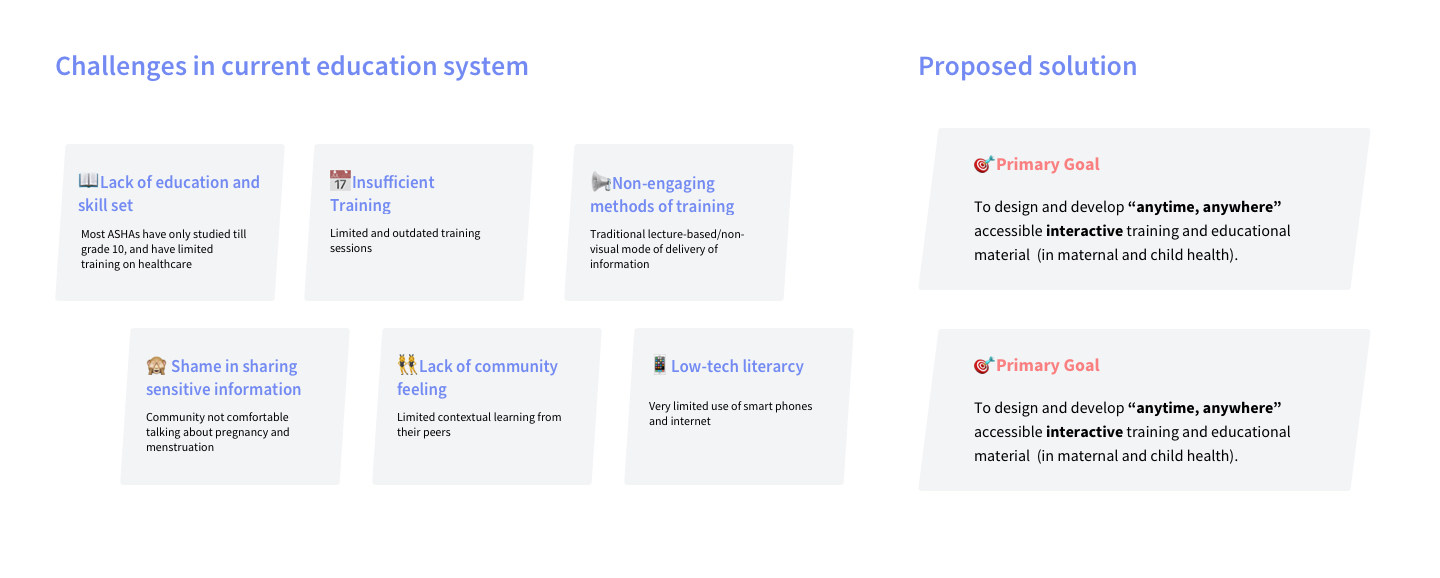 Challenges in current education system
📖Lack of education and
skill set
Most ASHAs have only studied till
grade 10, and have limited
training on healthcare
📅Insufficient
Training
Limited and outdated training
sessions
📢Non-engaging
methods of training
Traditional lecture-based/non-
visual mode of delivery of
information
🙈 Shame in sharing
sensitive information
Community not comfortable
talking about pregnancy and
menstruation
👯Lack of community
feeling
Limited contextual learning from
their peers
📱 Low-tech literarcy
Very limited use of smart phones
and internet
Proposed solution
🎯Primary Goal
To design and develop “anytime, anywhere”
accessible interactive training and educational
material (in maternal and child health).
🎯Primary Goal
To design and develop “anytime, anywhere”
accessible interactive training and educational
material (in maternal and child health).